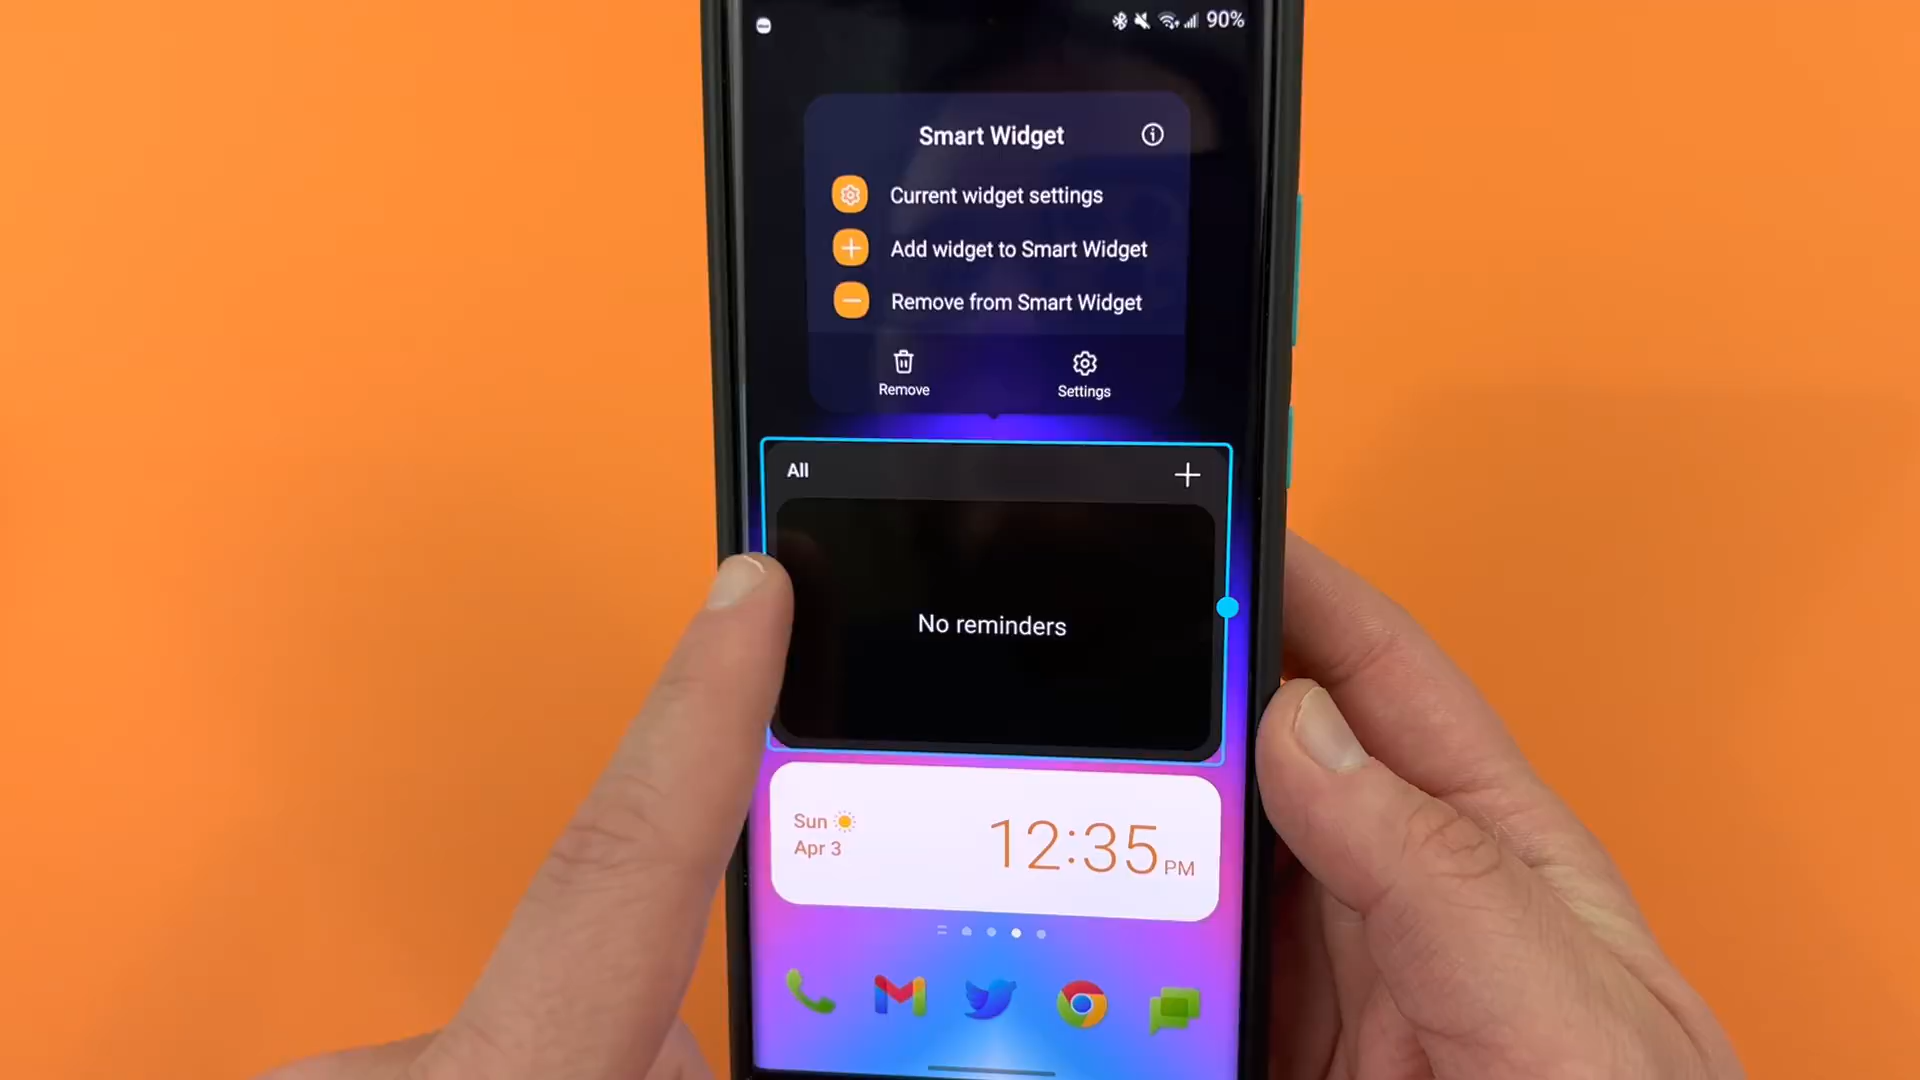 90%
Smart Widget
Current widget settings
Add widget to Smart Widget
Remove from Smart Widget
Remove
Settings
All
No reminders
Sun
Apr 3
12:35 PM